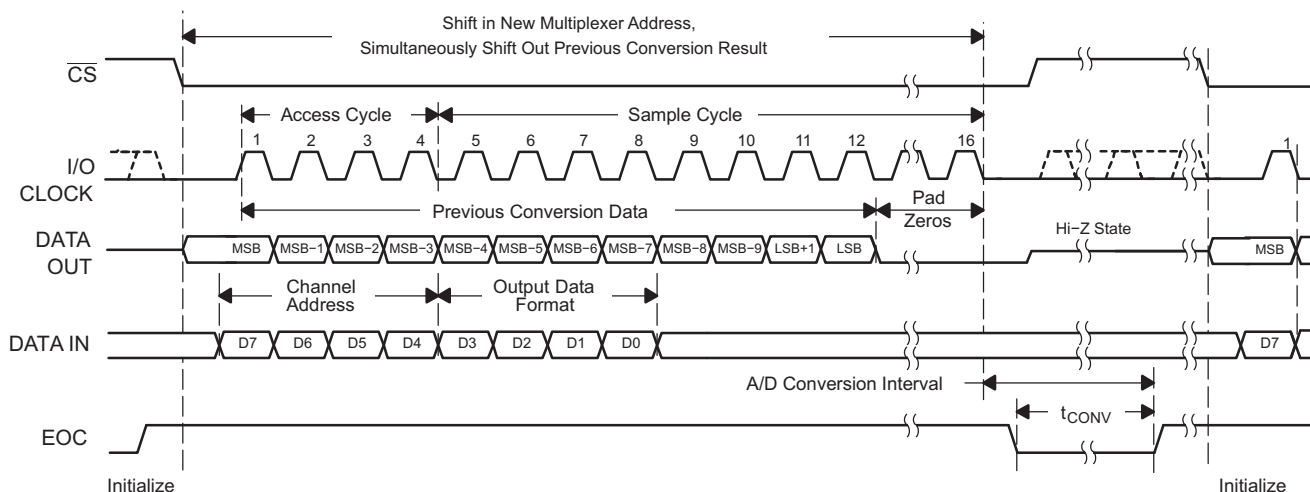 Shift in New Multiplexer Address,
Simultaneously Shift Out Previous Conversion Result
CS
Access Cycle
Sample Cycle
1 2 3 4 5 6 7 8 9 10 11 12 16 1
I/O
CLOCK
Previous Conversion Data
Pad
Zeros
DATA
OUT
MSB MSB−1 MSB−2 MSB−3 MSB−4 MSB−5 MSB−6 MSB−7 MSB−8 MSB−9 LSB+1 LSB
Hi−Z State
MSB
Channel
Address
Output Data
Format
DATA IN
D7 D6 D5 D4 D3 D2 D1 D0 D7
A/D Conversion Interval
tCONV
EOC
Initialize
Initialize